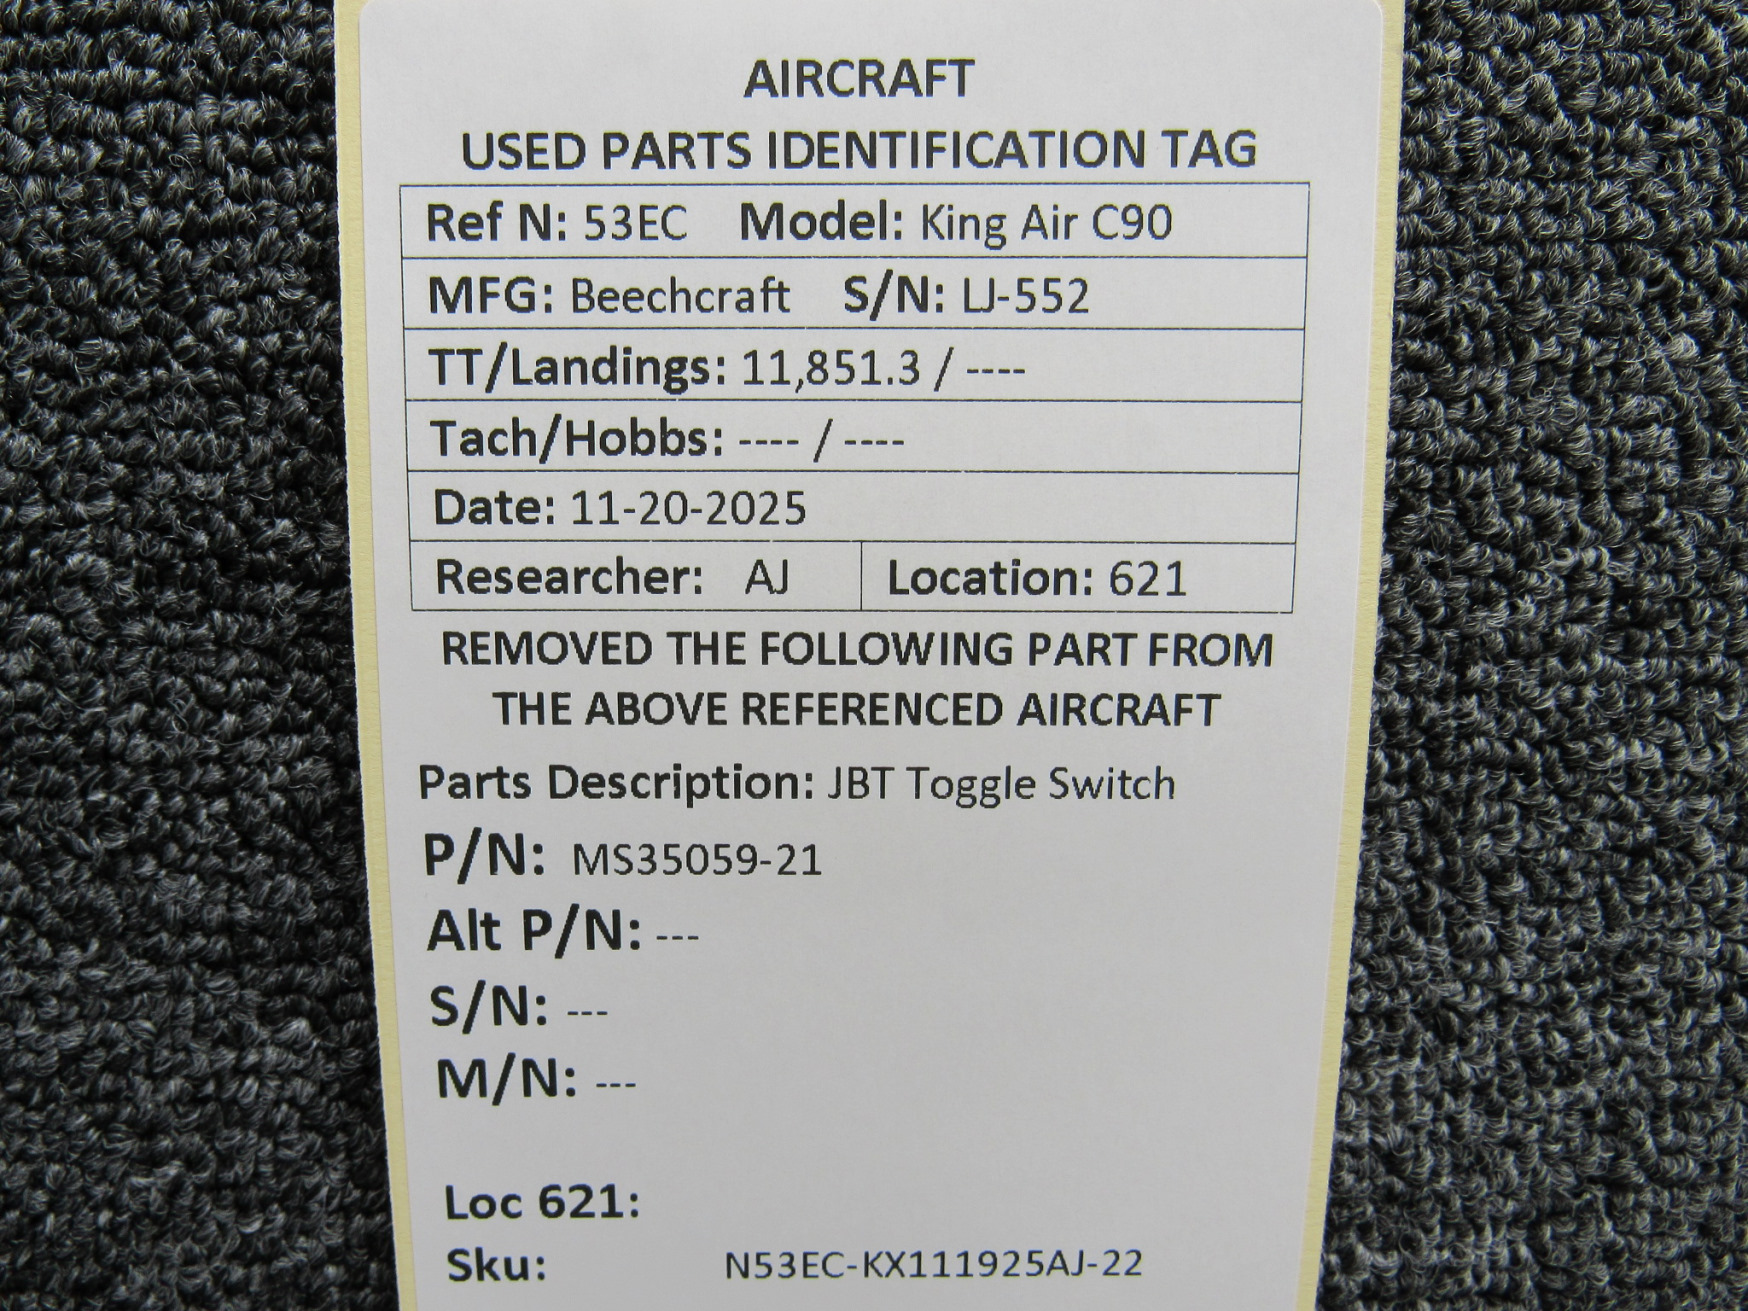 AIRCRAFT
USED PARTS IDENTIFICATION TAG
Ref N: 53EC Model: King Air C90
MFG: Beechcraft S/N: LJ-552
TT/Landings: 11,851.3 / ----
Tach/Hobbs: ---- / ----
Date: 11-20-2025
Researcher: AJ Location: 621
REMOVED THE FOLLOWING PART FROM
THE ABOVE REFERENCED AIRCRAFT
Parts Description: JBT Toggle Switch
P/N: MS35059-21
Alt P/N: ---
S/N: ---
M/N: ---
Loc 621:
Sku: N53EC-KX111925AJ-22